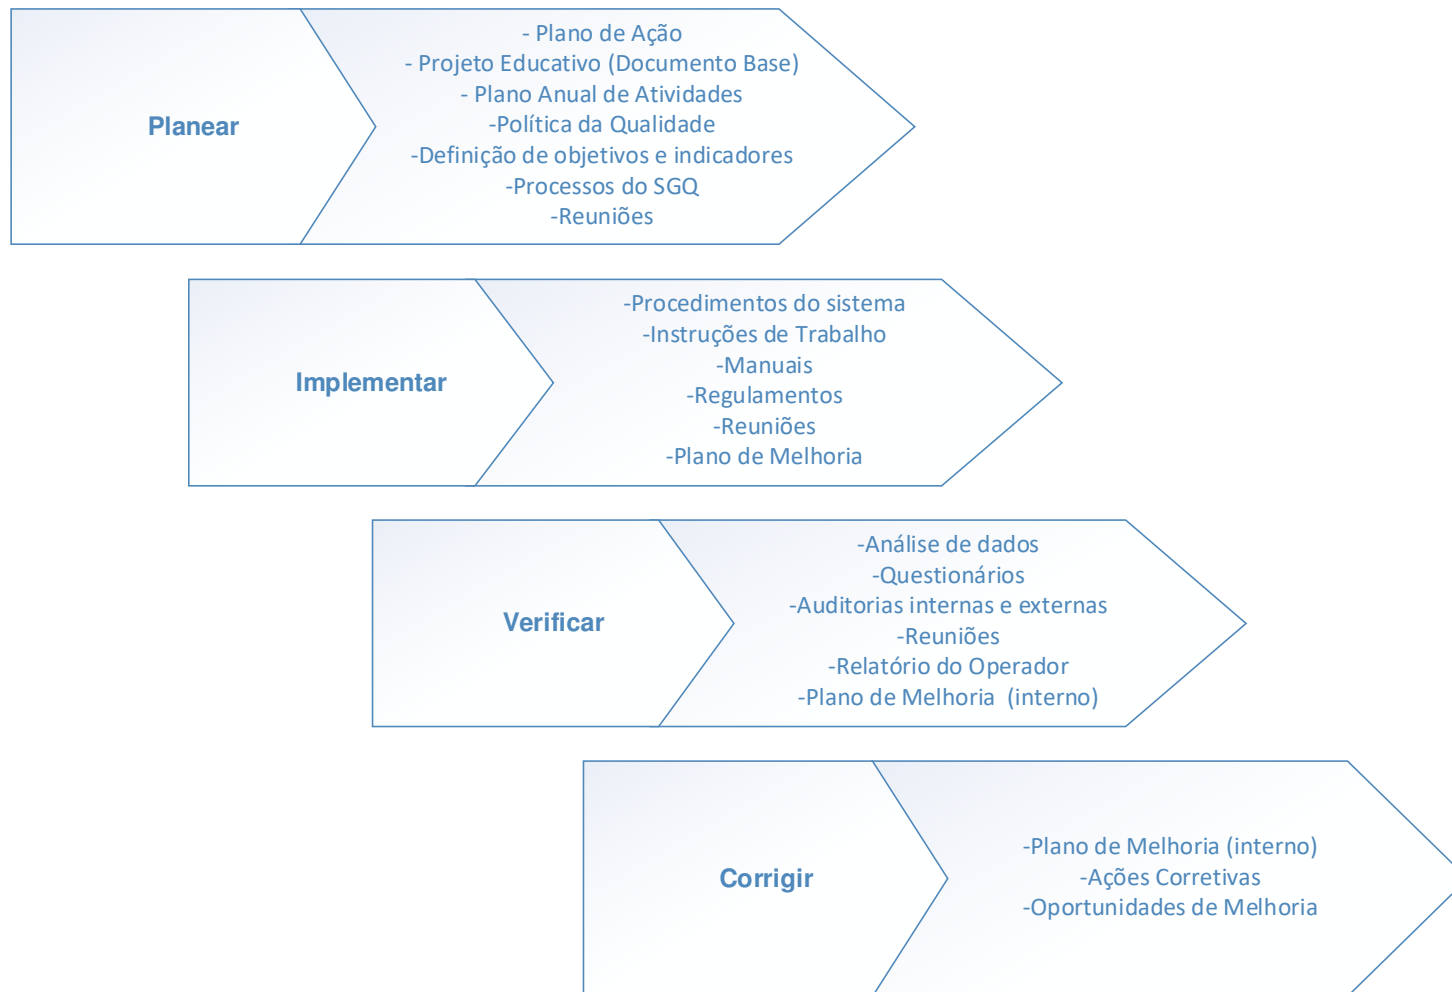 Planear
- Plano de Ação
- Projeto Educativo (Documento Base)
- Plano Anual de Atividades
-Política da Qualidade
-Definição de objetivos e indicadores
-Processos do SGQ
-Reuniões
Implementar
-Procedimentos do sistema
-Instruções de Trabalho
-Manuais
-Regulamentos
-Reuniões
-Plano de Melhoria
Verificar
-Análise de dados
-Questionários
-Auditorias internas e externas
-Reuniões
-Relatório do Operador
-Plano de Melhoria  (interno)
Corrigir
-Plano de Melhoria (interno)
-Ações Corretivas
-Oportunidades de Melhoria